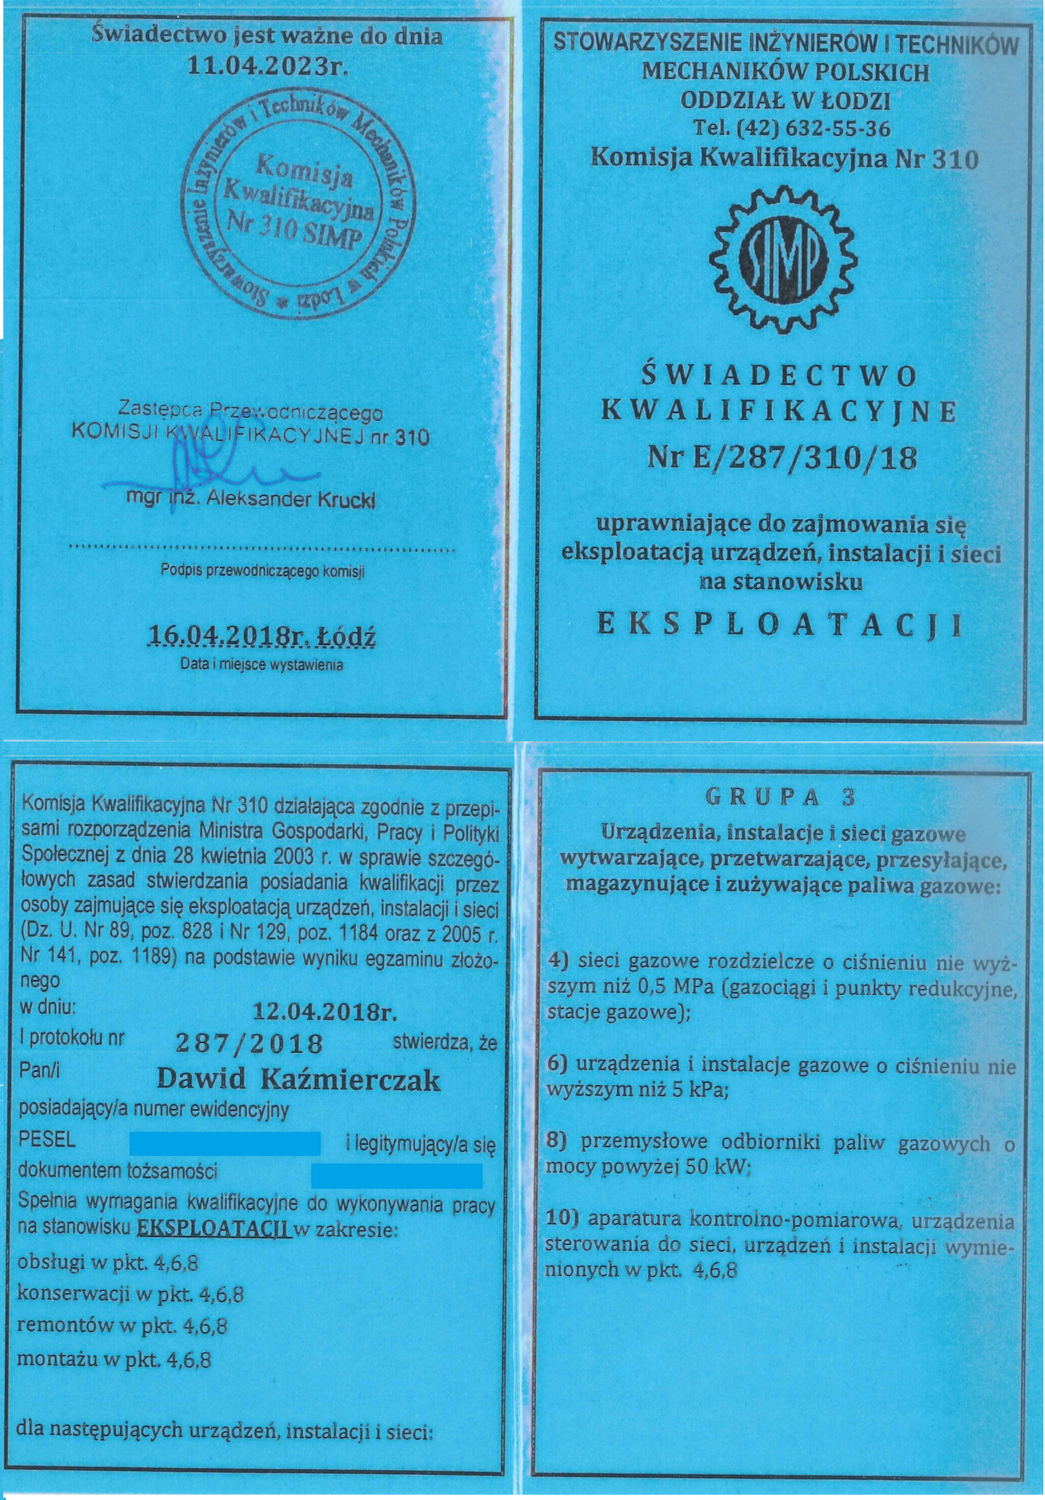 Świadectwo jest ważne do dnia
11.04.2023r.
Stowarzyszenie Inżynierów i Techników Mechaników Polskich w Łodzi *
Komisja
Kwalifikacyjna
Nr 310 SIMP
Zastępca Przewodniczącego
KOMISJI KWALIFIKACYJNEJ nr 310
mgr inż. Aleksander Krucki
Podpis przewodniczącego komisji
16.04.2018r. Łódź
Data i miejsce wystawienia
STOWARZYSZENIE INŻYNIERÓW I TECHNIKÓW
MECHANIKÓW POLSKICH
ODDZIAŁ W ŁODZI
Tel. (42) 632-55-36
Komisja Kwalifikacyjna Nr 310
SIMP
ŚWIADECTWO
KWALIFIKACYJNE
Nr E/287/310/18
uprawniające do zajmowania się
eksploatacją urządzeń, instalacji i sieci
na stanowisku
EKSPLOATACJI
Komisja Kwalifikacyjna Nr 310 działająca zgodnie z przepi-
sami rozporządzenia Ministra Gospodarki, Pracy i Polityki
Społecznej z dnia 28 kwietnia 2003 r. w sprawie szczegó-
łowych zasad stwierdzania posiadania kwalifikacji przez
osoby zajmujące się eksploatacją urządzeń, instalacji i sieci
(Dz. U. Nr 89, poz. 828 i Nr 129, poz. 1184 oraz z 2005 r.
Nr 141, poz. 1189) na podstawie wyniku egzaminu złożo-
nego
w dniu: 12.04.2018r.
I protokołu nr 287/2018 stwierdza, że
Pan/i Dawid Kaźmierczak
posiadający/a numer ewidencyjny
PESEL i legitymujący/a się
dokumentem tożsamości
Spełnia wymagania kwalifikacyjne do wykonywania pracy
na stanowisku EKSPLOATACJI w zakresie:
obsługi w pkt. 4,6,8
konserwacji w pkt. 4,6,8
remontów w pkt. 4,6,8
montażu w pkt. 4,6,8
dla następujących urządzeń, instalacji i sieci:
GRUPA 3
Urządzenia, instalacje i sieci gazowe
wytwarzające, przetwarzające, przesyłające,
magazynujące i zużywające paliwa gazowe:
4) sieci gazowe rozdzielcze o ciśnieniu nie wyż-
szym niż 0,5 MPa (gazociągi i punkty redukcyjne,
stacje gazowe);
6) urządzenia i instalacje gazowe o ciśnieniu nie
wyższym niż 5 kPa;
8) przemysłowe odbiorniki paliw gazowych o
mocy powyżej 50 kW;
10) aparatura kontrolno-pomiarowa, urządzenia
sterowania do sieci, urządzeń i instalacji wymie-
nionych w pkt. 4,6,8